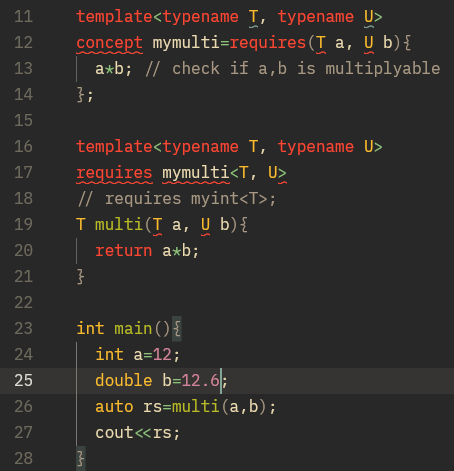 11 template<typename T, typename U>
12 concept mymulti=requires(T a, U b){
13 a*b; // check if a,b is multiplyable
14 };
15
16 template<typename T, typename U>
17 requires mymulti<T, U>
18 // requires myint<T>;
19 T multi(T a, U b){
20 return a*b;
21 }
22
23 int main(){
24 int a=12;
25 double b=12.6;
26 auto rs=multi(a,b);
27 cout<<rs;
28 }